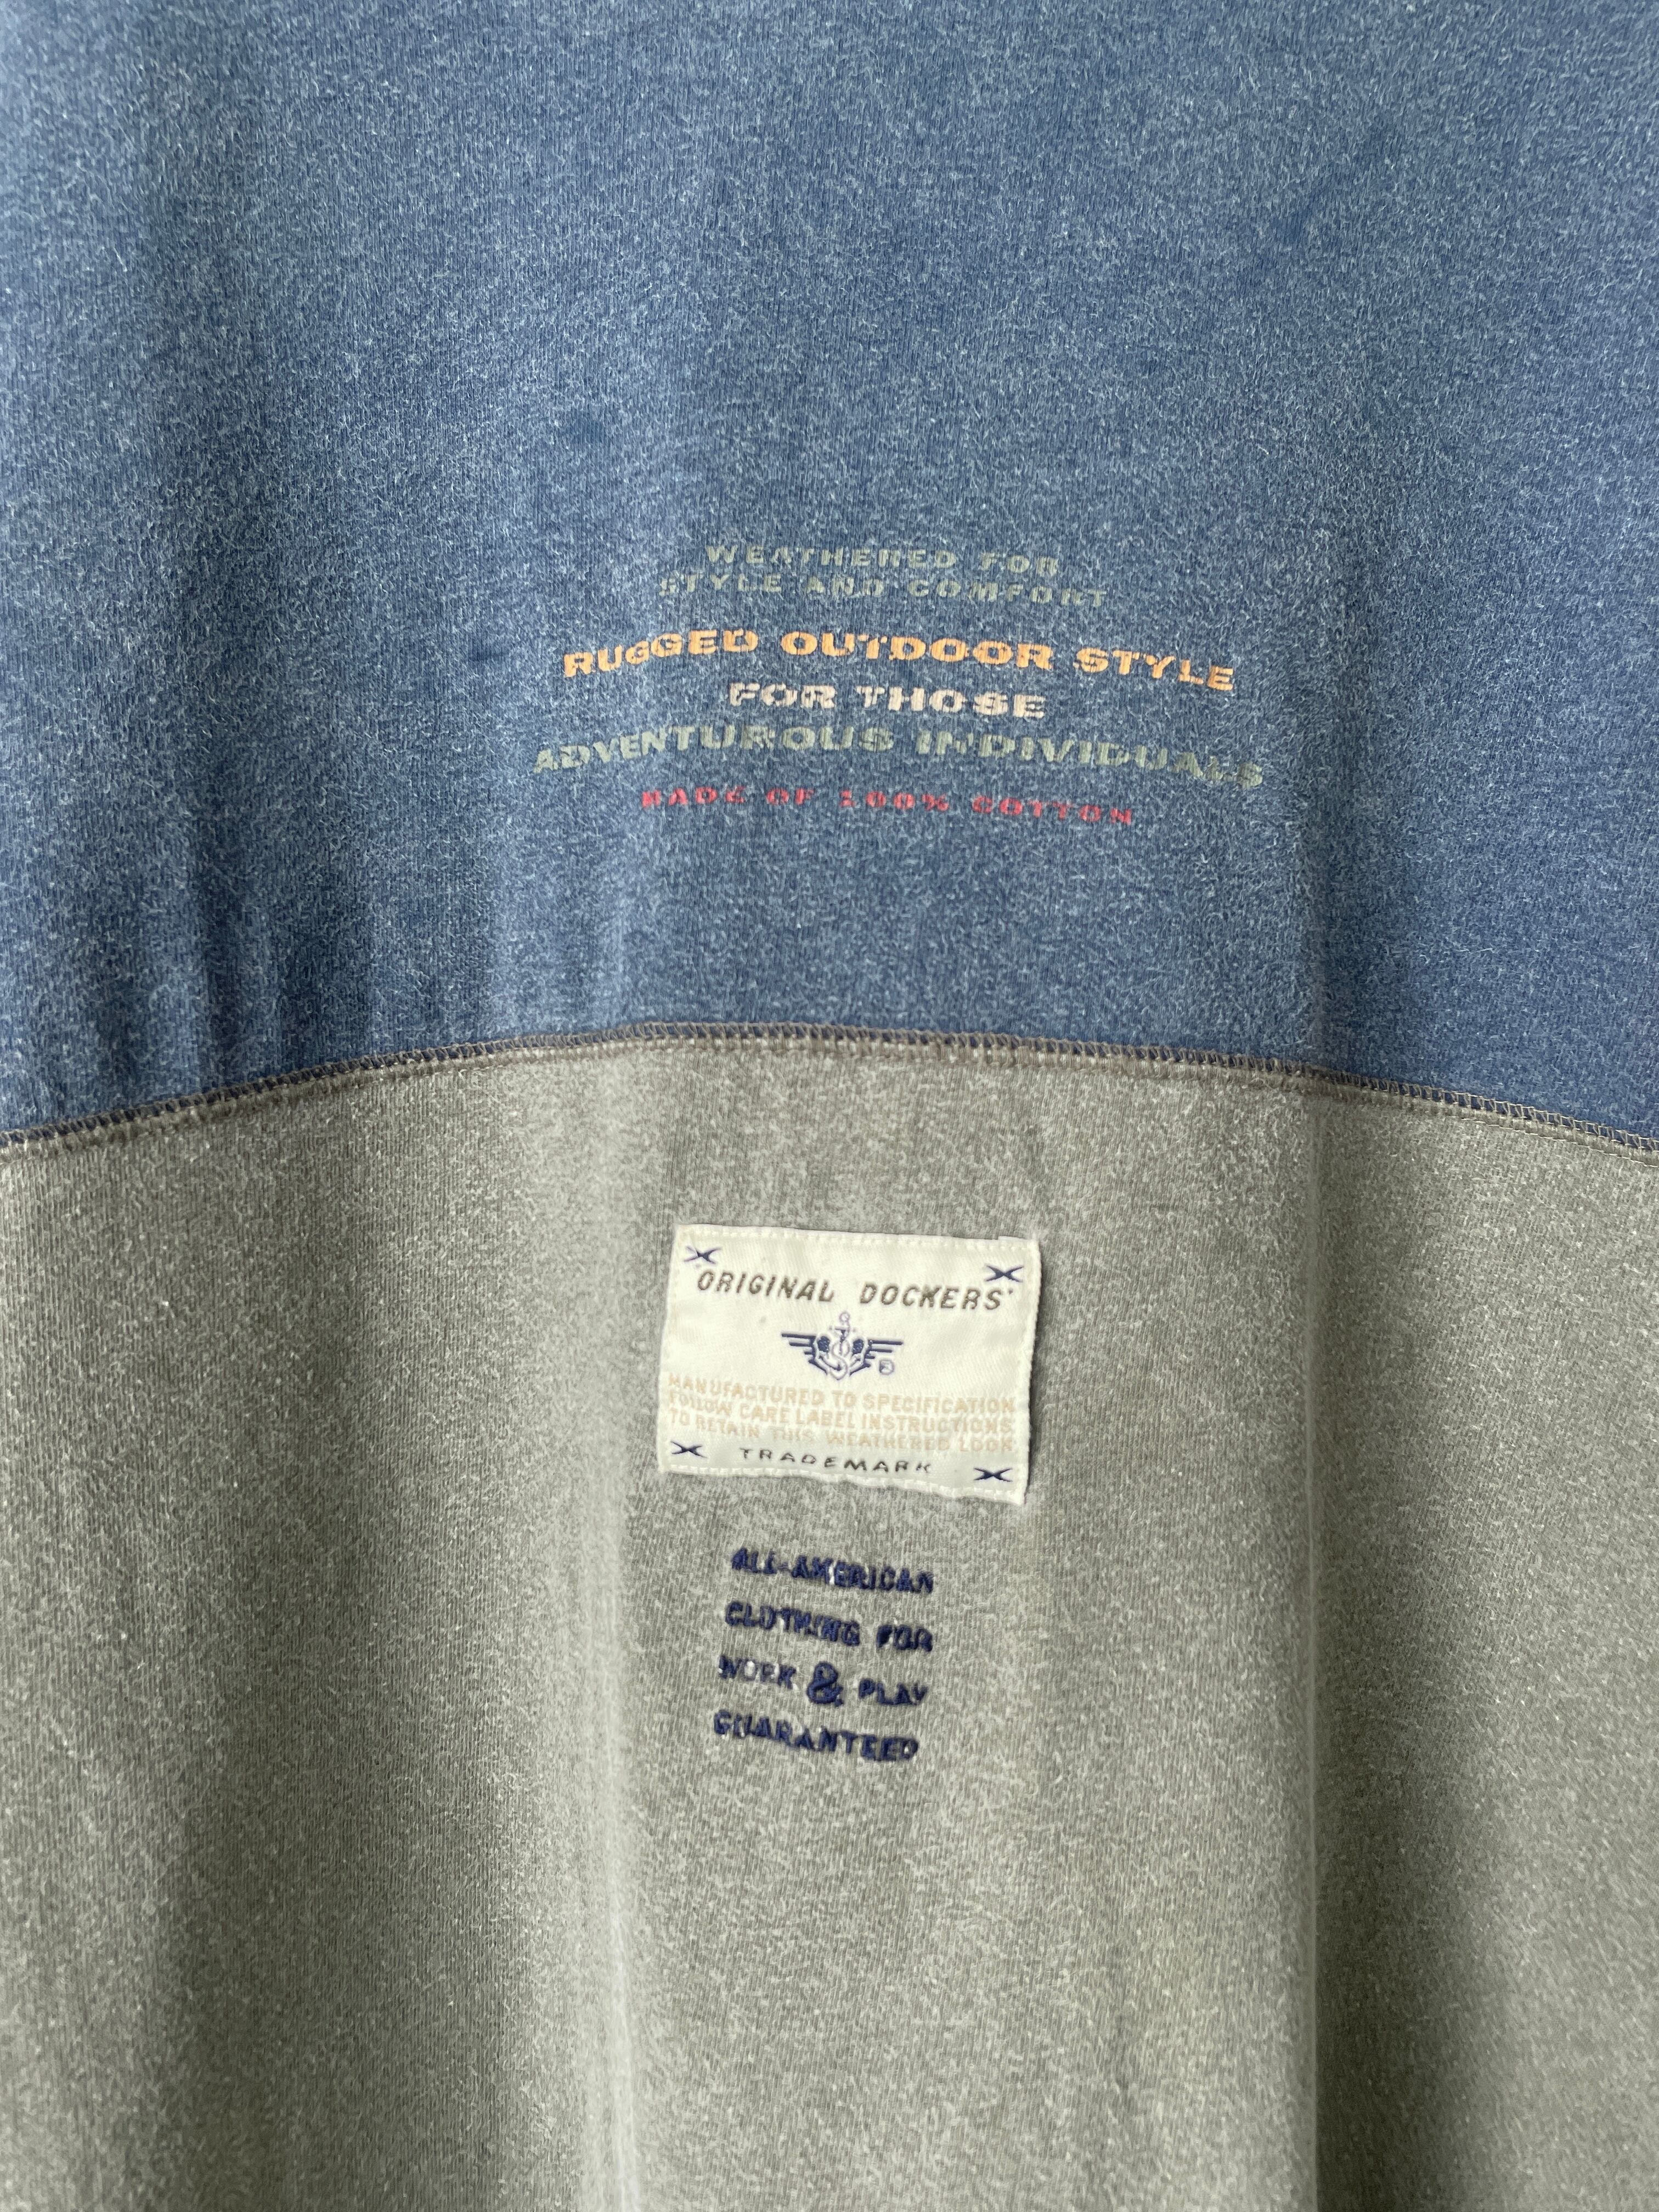 WEATHERED FOR
STYLE AND COMFORT
RUGGED OUTDOOR STYLE
FOR THOSE
ADVENTUROUS INDIVIDUALS
MADE OF 100% COTTON
ORIGINAL DOCKERS®
®
MANUFACTURED TO SPECIFICATION
FOLLOW CARE LABEL INSTRUCTIONS
TO RETAIN THIS WEATHERED LOOK
TRADEMARK
ALL-AMERICAN
CLOTHING FOR
WORK & PLAY
GUARANTEED